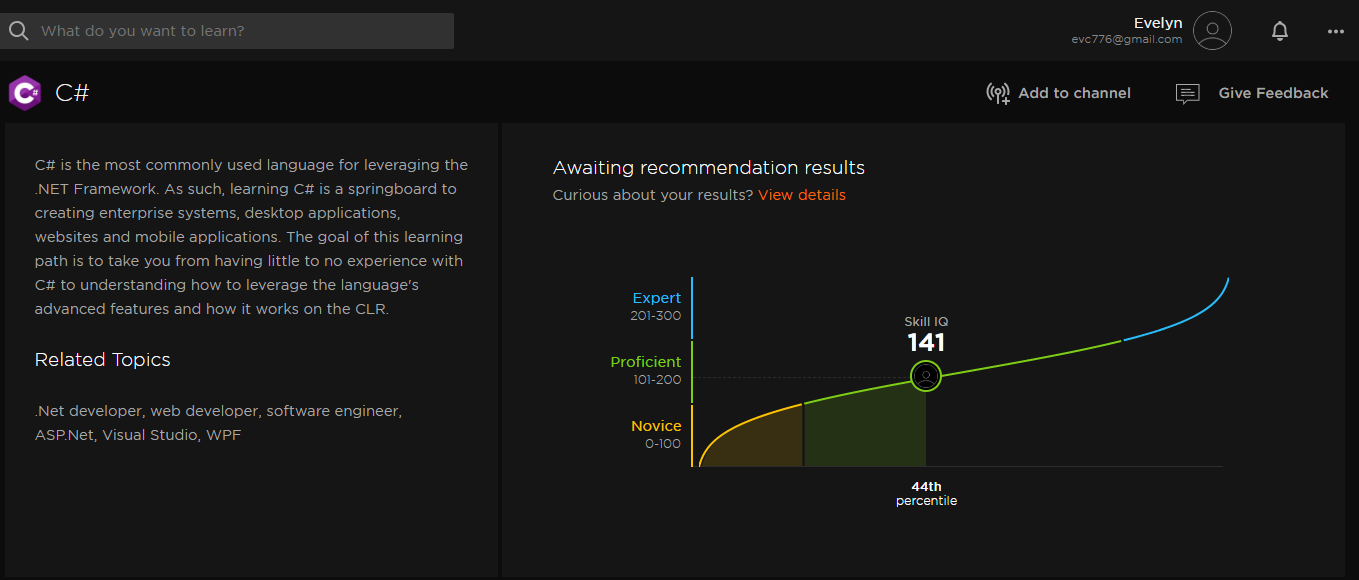 What do you want to learn?
Evelyn
evc776@gmail.com
C#
C#
Add to channel
Give Feedback
C# is the most commonly used language for leveraging the
.NET Framework. As such, learning C# is a springboard to
creating enterprise systems, desktop applications,
websites and mobile applications. The goal of this learning
path is to take you from having little to no experience with
C# to understanding how to leverage the language's
advanced features and how it works on the CLR.
Related Topics
.Net developer, web developer, software engineer,
ASP.Net, Visual Studio, WPF
Awaiting recommendation results
Curious about your results? View details
Expert
201-300
Proficient
101-200
Novice
0-100
Skill IQ
141
44th
percentile